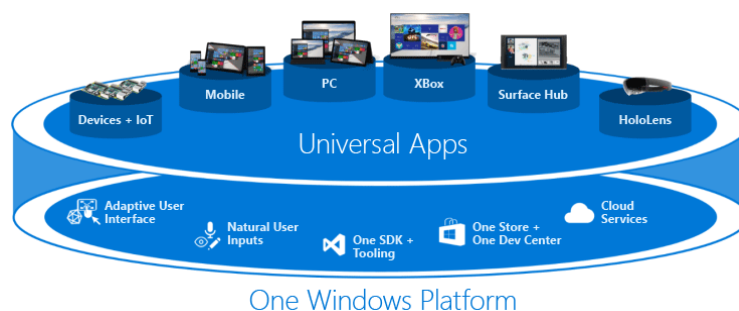 Devices + IoT
Mobile
PC
XBox
Surface Hub
HoloLens
Universal Apps
Adaptive User
Interface
Natural User
Inputs
One SDK +
Tooling
One Store +
One Dev Center
Cloud
Services
One Windows Platform